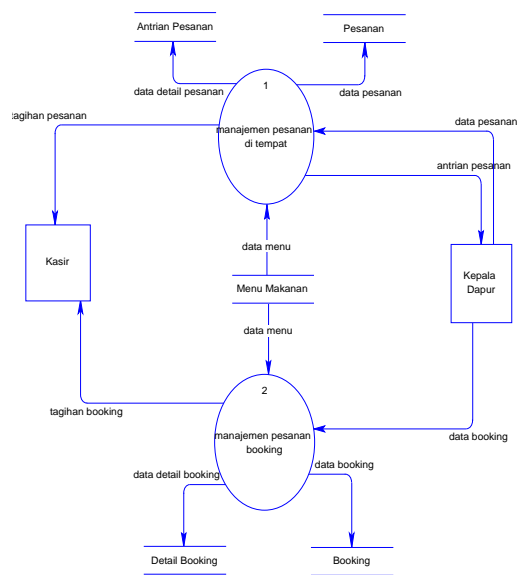 Antrian Pesanan
Pesanan
data detail pesanan
1
data pesanan
tagihan pesanan
manajemen pesanan
di tempat
data pesanan
antrian pesanan
data menu
Kasir
Kepala
Dapur
Menu Makanan
data menu
2
tagihan booking
manajemen pesanan
booking
data booking
data detail booking
data booking
Detail Booking
Booking